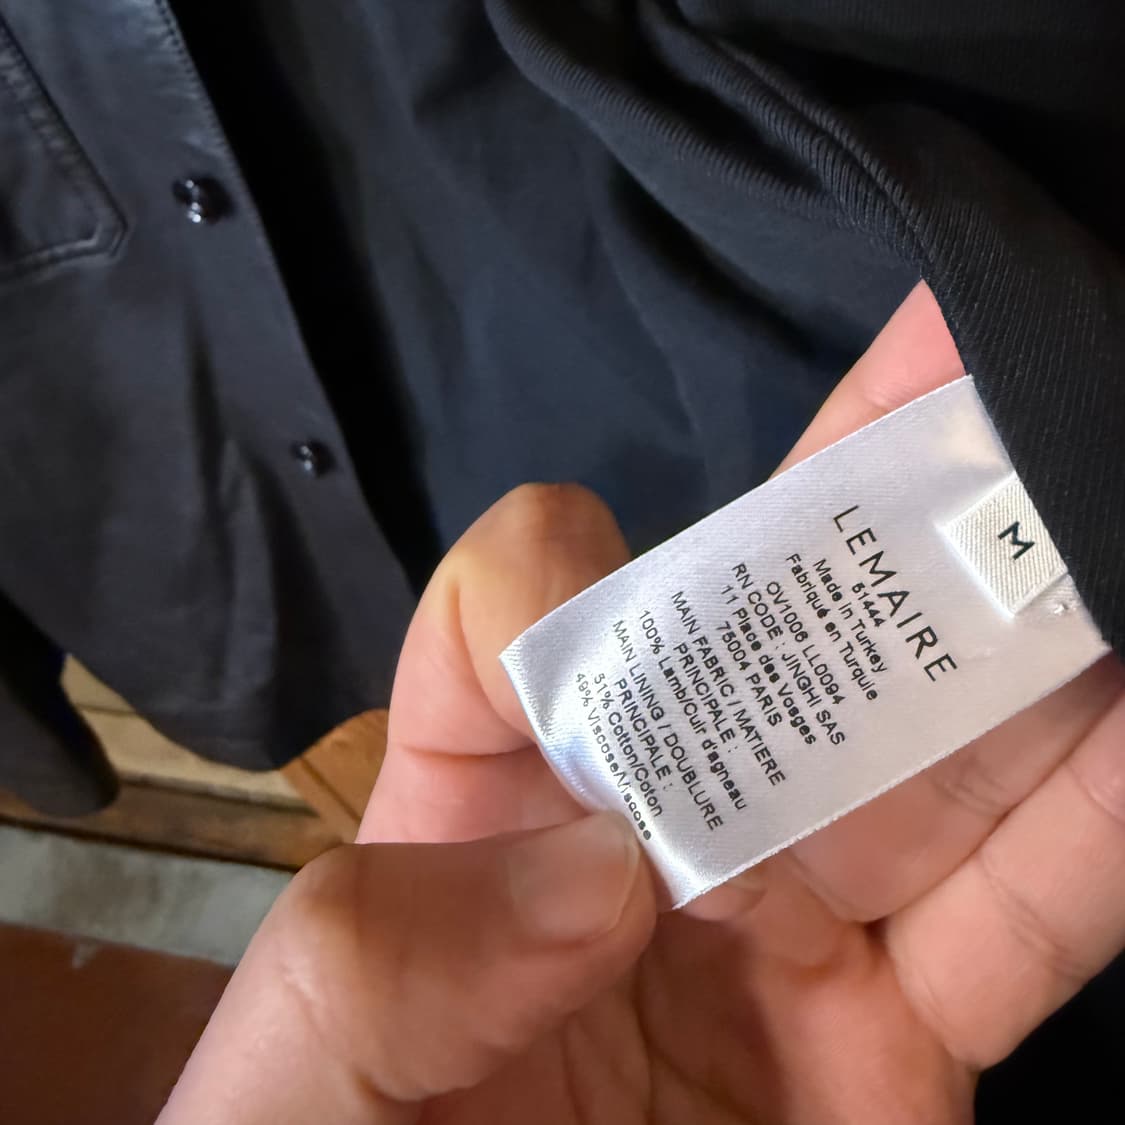 M
LEMAIRE
51444
Made in Turkey
Fabriqué en Turquie
OV1006 LL0094
RN CODE : JINGHI SAS
11 Place des Vosges
75004 PARIS
MAIN FABRIC / MATIERE
PRINCIPALE :
100% Lamb/Cuir d'agneau
MAIN LINING / DOUBLURE
PRINCIPALE :
51% Cotton/Coton
49% Viscose/Viscose